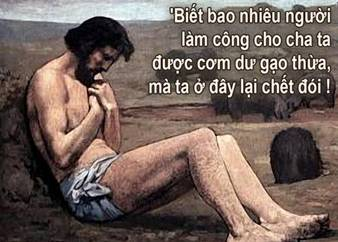 'Biết bao nhiêu người
làm công cho cha ta
được cơm dư gạo thừa,
mà ta ở đây lại chết đói !